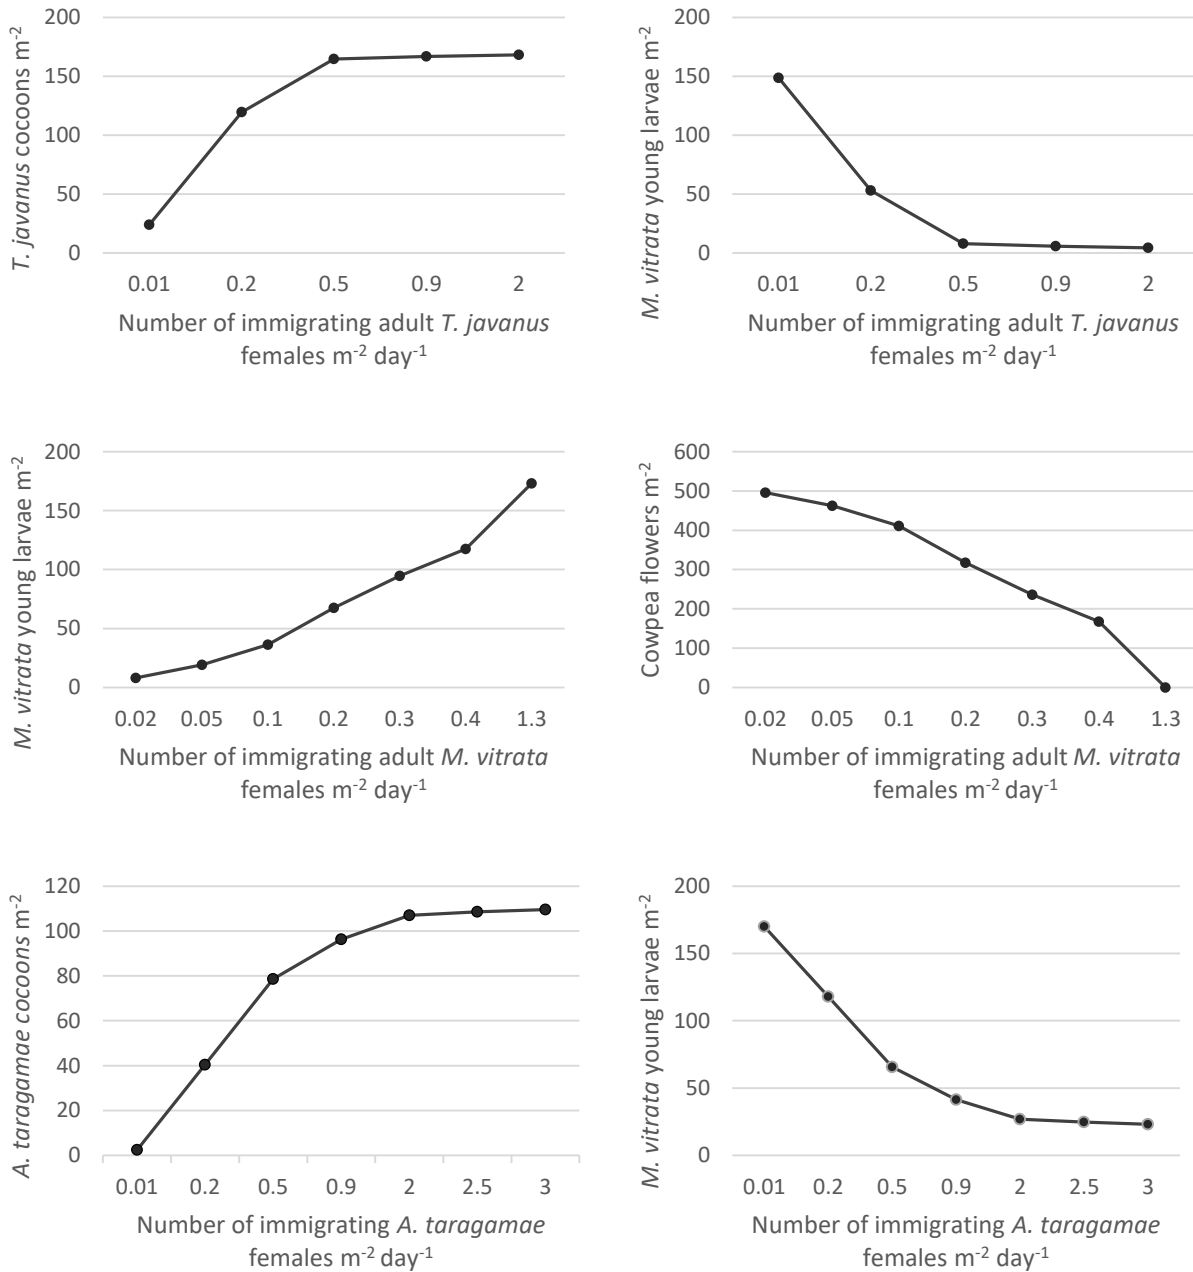 200
150
100
50
0
T. javanus cocoons m-2
0.01 0.2 0.5 0.9 2
Number of immigrating adult T. javanus
females m-2 day-1
200
150
100
50
0
M. vitrata young larvae m-2
0.01 0.2 0.5 0.9 2
Number of immigrating adult T. javanus
females m-2 day-1
200
150
100
50
0
M. vitrata young larvae m-2
0.02 0.05 0.1 0.2 0.3 0.4 1.3
Number of immigrating adult M. vitrata
females m-2 day-1
600
500
400
300
200
100
0
Cowpea flowers m-2
0.02 0.05 0.1 0.2 0.3 0.4 1.3
Number of immigrating adult M. vitrata
females m-2 day-1
120
100
80
60
40
20
0
A. taragamae cocoons m-2
0.01 0.2 0.5 0.9 2 2.5 3
Number of immigrating A. taragamae
females m-2 day-1
200
150
100
50
0
M. vitrata young larvae m-2
0.01 0.2 0.5 0.9 2 2.5 3
Number of immigrating A. taragamae
females m-2 day-1